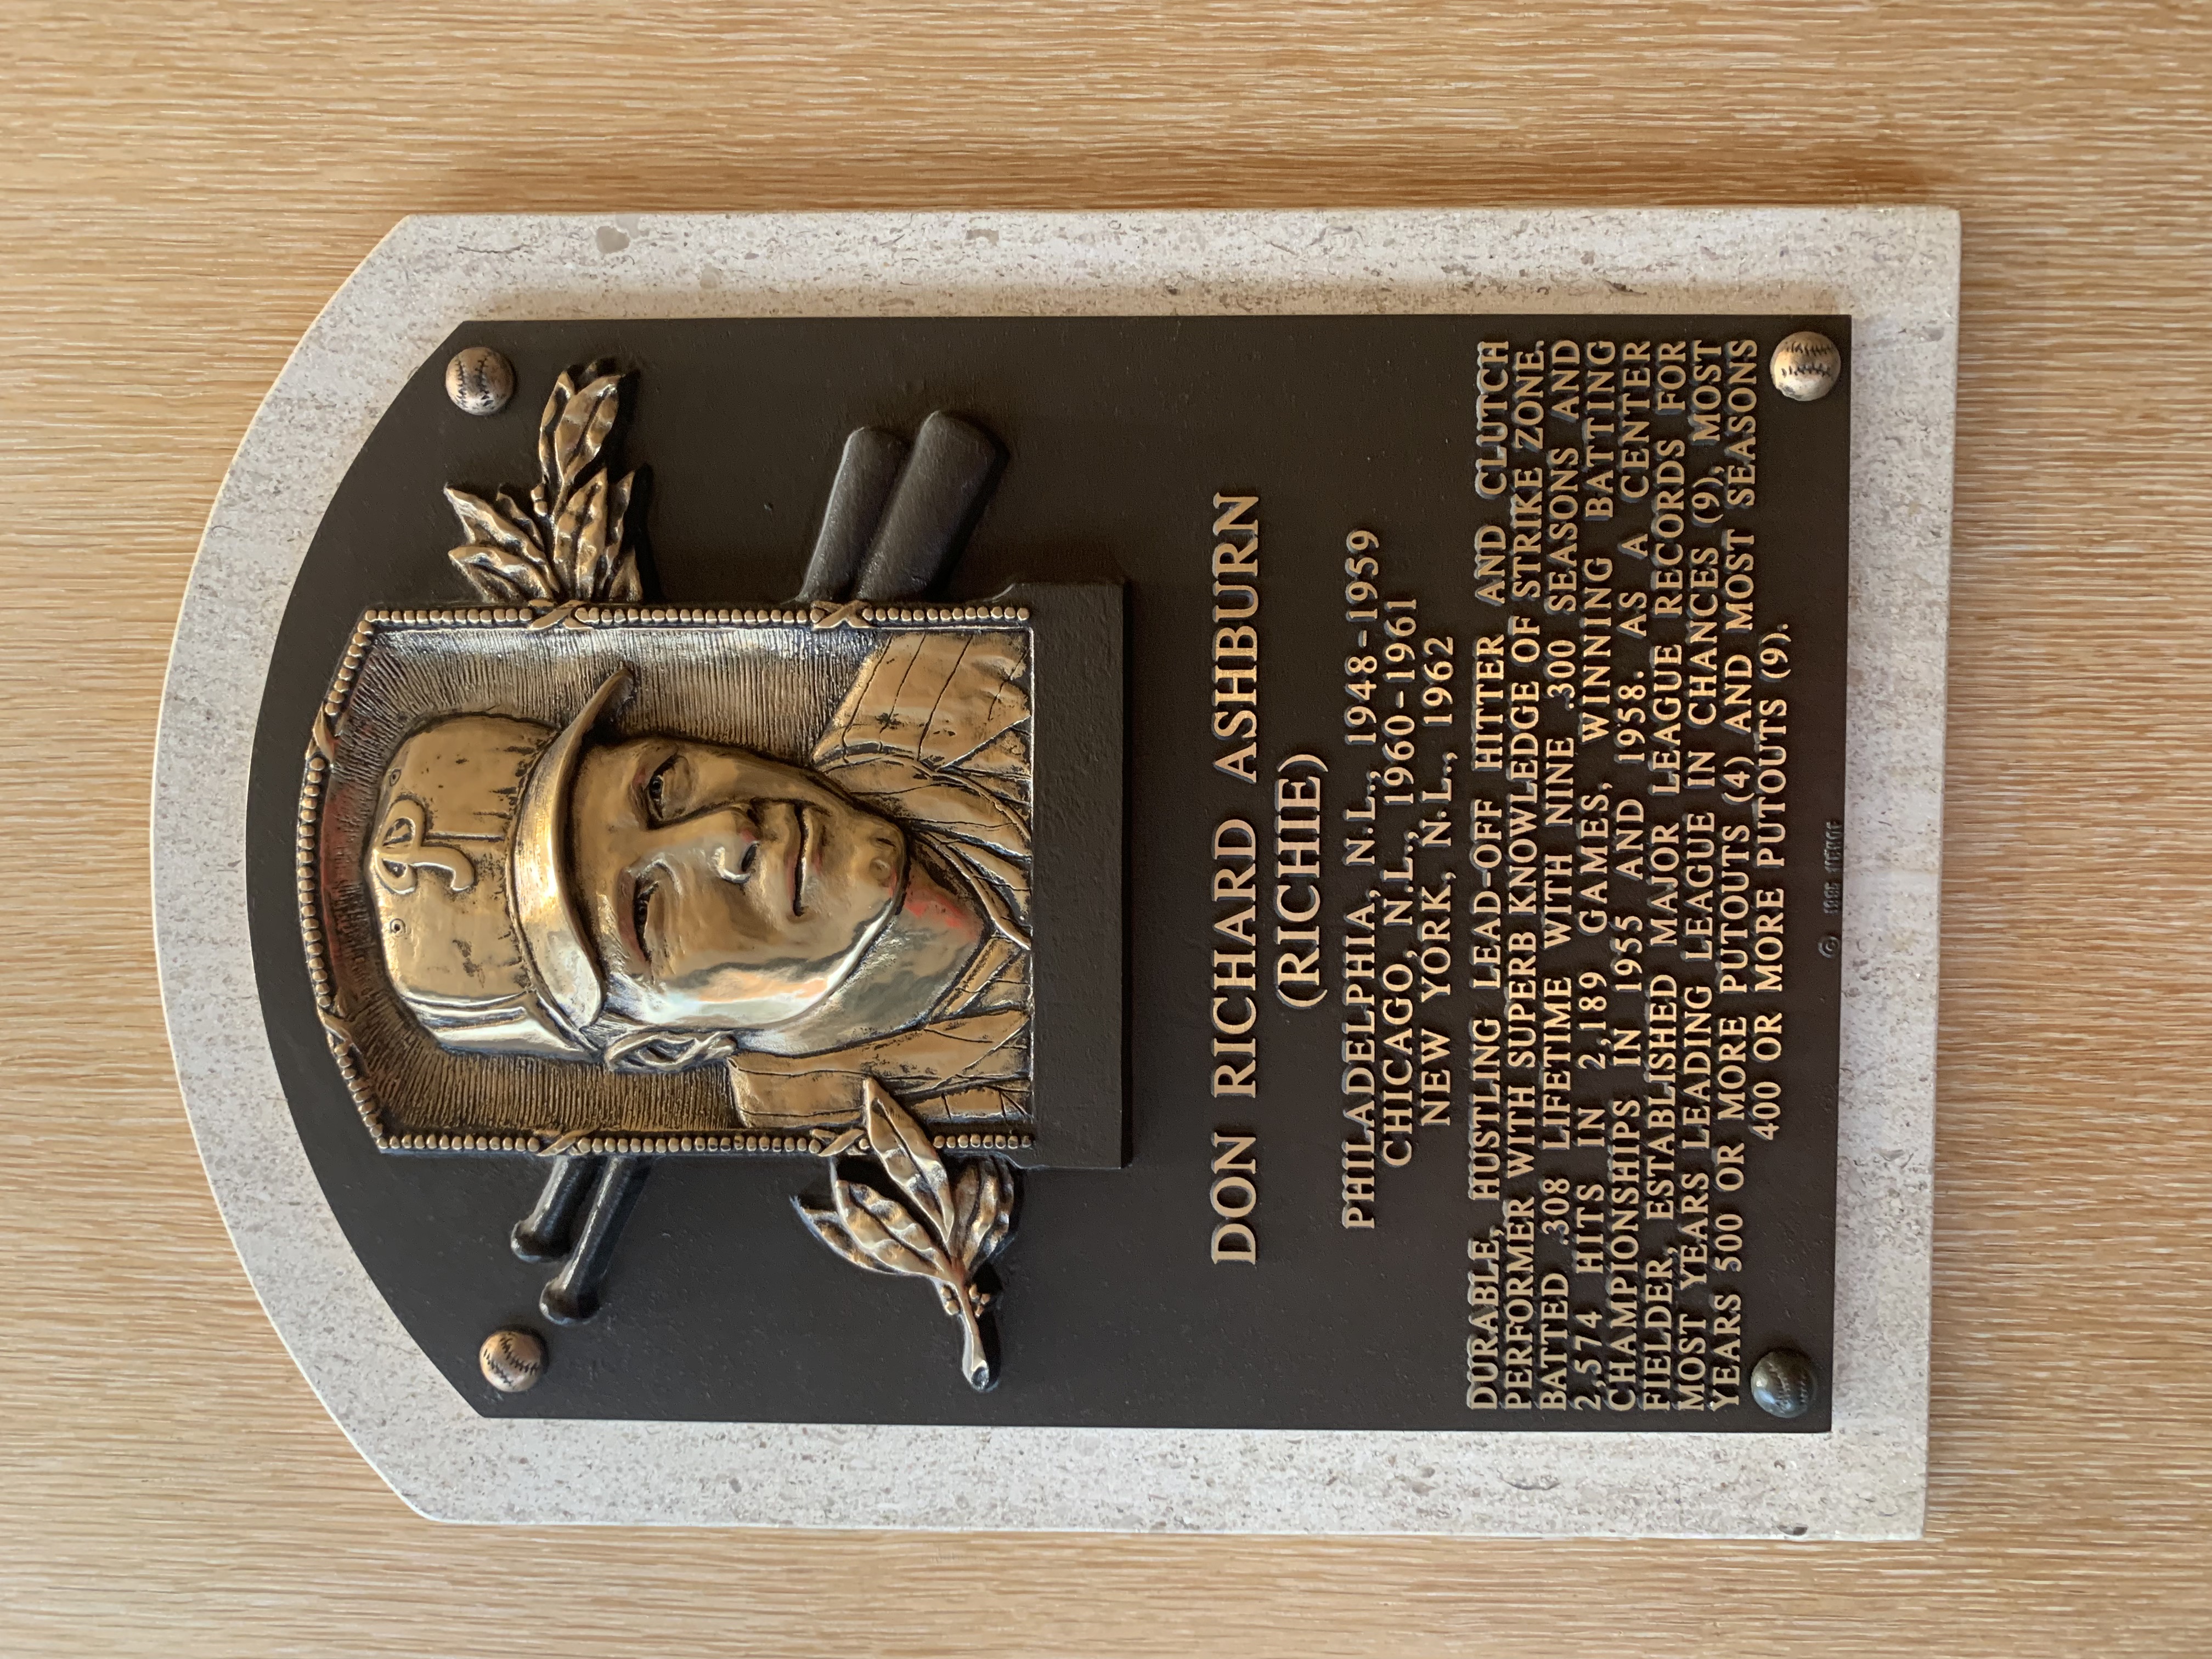 P
DON RICHARD ASHBURN
(RICHIE)
PHILADELPHIA, N.L., 1948-1959
CHICAGO, N.L., 1960-1961
NEW YORK, N.L., 1962
DURABLE, HUSTLING LEAD-OFF HITTER AND CLUTCH
PERFORMER WITH SUPERB KNOWLEDGE OF STRIKE ZONE.
BATTED .308 LIFETIME WITH NINE .300 SEASONS AND
2,574 HITS IN 2,189 GAMES, WINNING BATTING
CHAMPIONSHIPS IN 1955 AND 1958. AS A CENTER
FIELDER, ESTABLISHED MAJOR LEAGUE RECORDS FOR
MOST YEARS LEADING LEAGUE IN CHANCES (9), MOST
YEARS 500 OR MORE PUTOUTS (4) AND MOST SEASONS
400 OR MORE PUTOUTS (9).
©